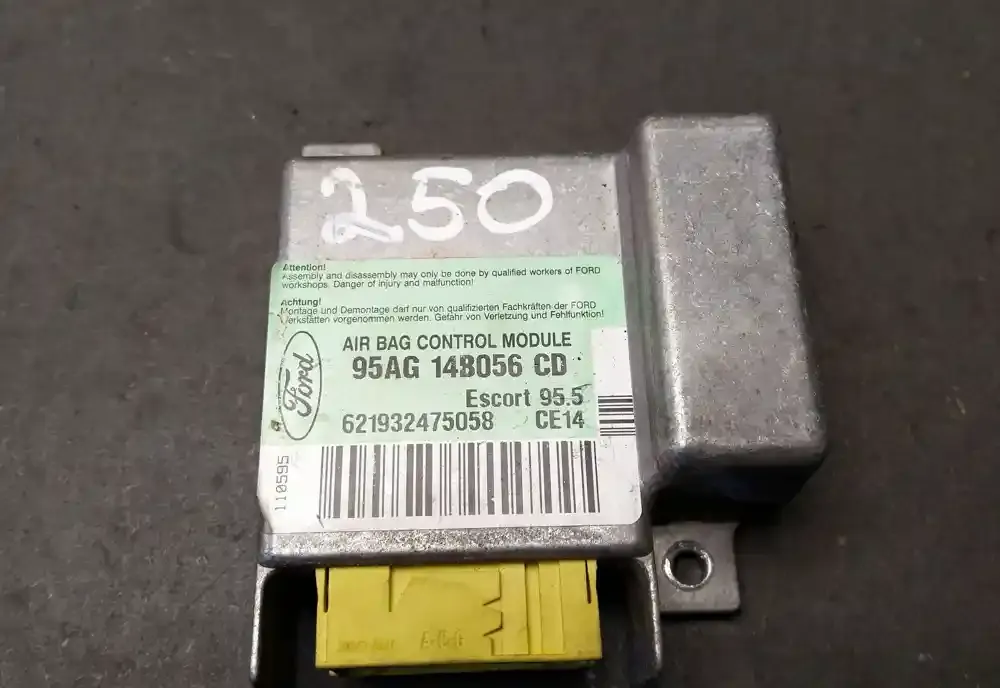 250
Attention!
Assembly and disassembly may only be done by qualified workers of FORD
workshops. Danger of injury and malfunction!
Achtung!
Montage und Demontage darf nur von qualifizierten Fachkräften der FORD
Werkstätten vorgenommen werden. Gefahr von Verletzung und Fehlfunktion!
Ford
AIR BAG CONTROL MODULE
95AG 14B056 CD
Escort 95.5
621932475058 CE14
110595